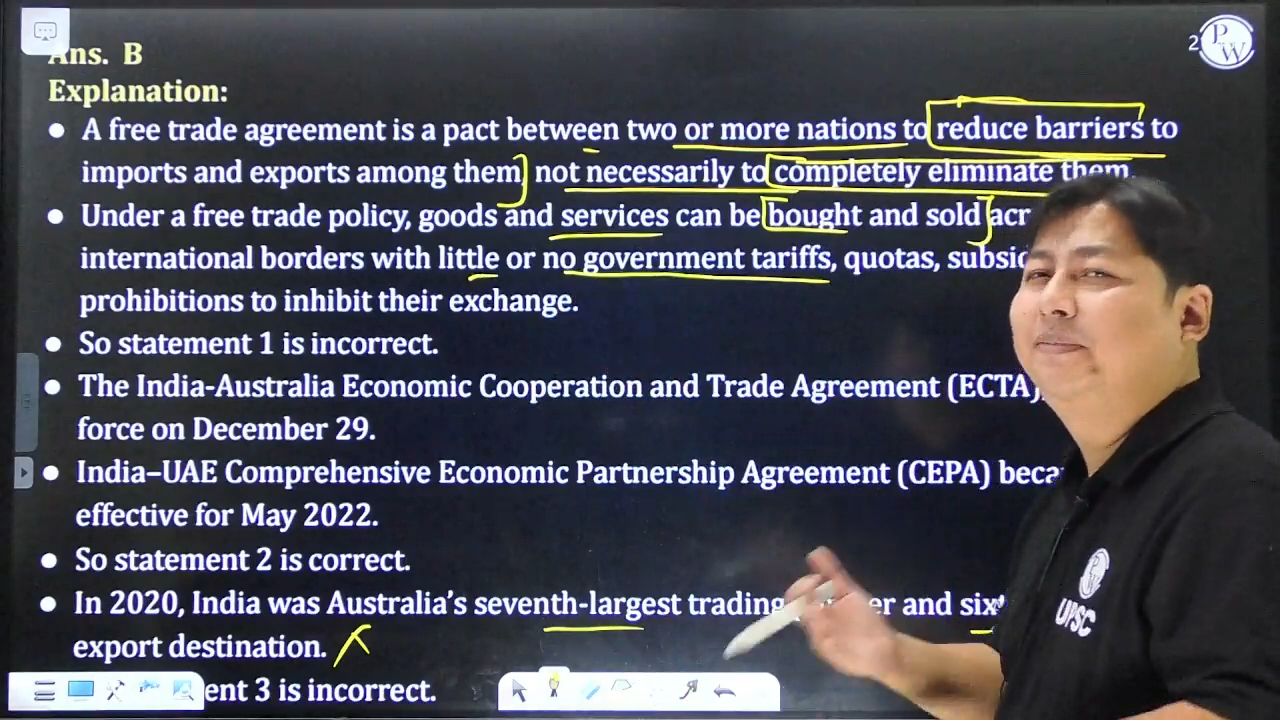 Ans. B
2
PW
Explanation:
• A free trade agreement is a pact between two or more nations to reduce barriers to
imports and exports among them, not necessarily to completely eliminate them.
• Under a free trade policy, goods and services can be bought and sold
international borders with little or no government tariffs, quotas,
prohibitions to inhibit their exchange.
• So statement 1 is incorrect.
• The India-Australia Economic Cooperation and Trade Agreement (ECTA),
force on December 29.
• India–UAE Comprehensive Economic Partnership Agreement (CEPA)
effective for May 2022.
• So statement 2 is correct.
• In 2020, India was Australia's seventh-largest trading and
export destination.
3 is incorrect.
PW
UPSC